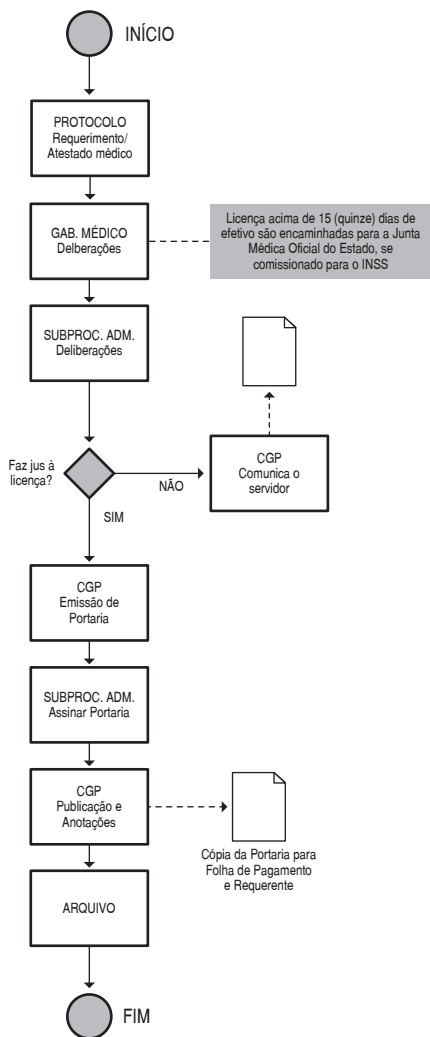 INÍCIO
PROTOCOLO
Requerimento/
Atestado médico
GAB. MÉDICO
Delberações
Licença acima de 15 (quinze) dias de
efetivo são encaminhadas para a Junta
Médica Oficial do Estado, se
comissionado para o INSS
SUBPROC. ADM.
Deliberações
Faz jus à
licença?
NÃO
CGP
Comunica o
servidor
SIM
CGP
Emissão de
Portaria
SUBPROC. ADM.
Assinar Portaria
CGP
Publicação e
Anotações
Cópia da Portaria para
Folha de Pagamento
e Requerente
ARQUIVO
FIM